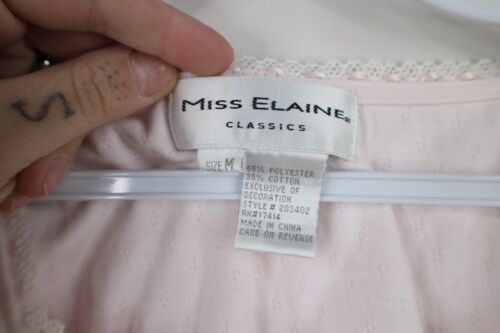 MISS ELAINE®
CLASSICS
SIZE M
65% POLYESTER
35% COTTON
EXCLUSIVE OF
DECORATION
STYLE # 203402
RN#17414
MADE IN CHINA
CARE ON REVERSE